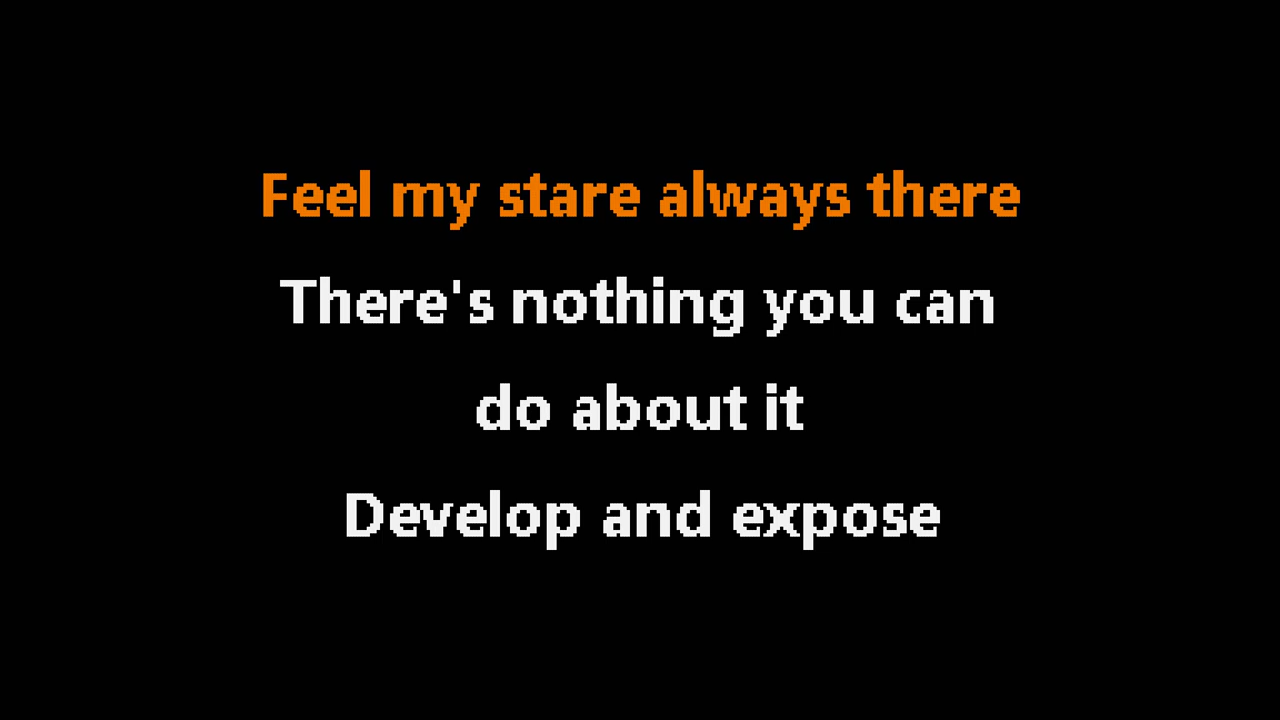 Feel my stare always there
There's nothing you can
do about it
Develop and expose